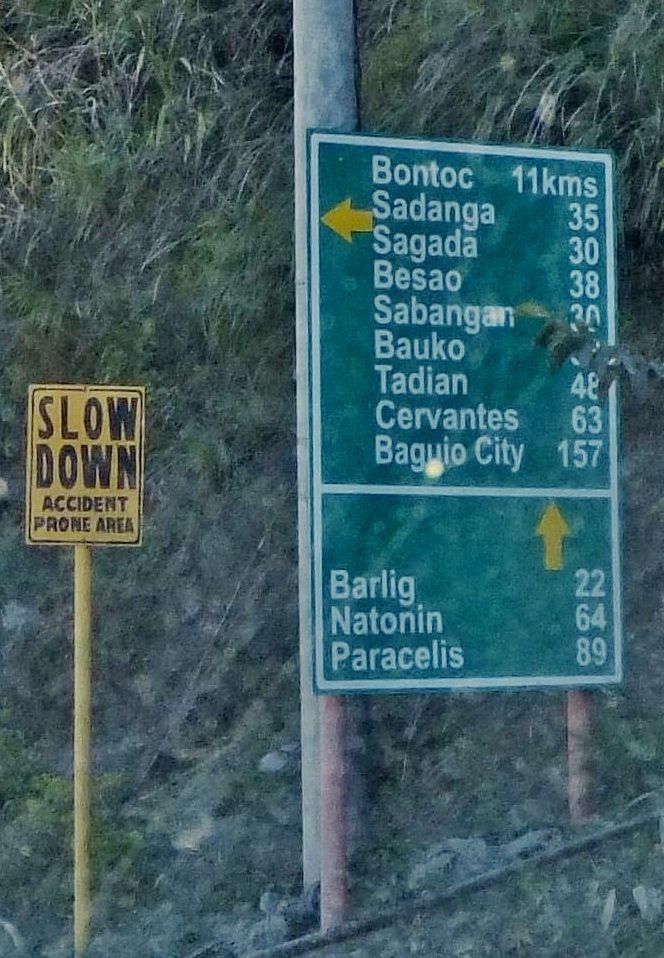 SLOW
DOWN
ACCIDENT
PRONE AREA
Bontoc 11kms
Sadanga 35
Sagada 30
Besao 38
Sabangan 30
Bauko
Tadian 48
Cervantes 63
Baguio City 157
Barlig 22
Natonin 64
Paracelis 89